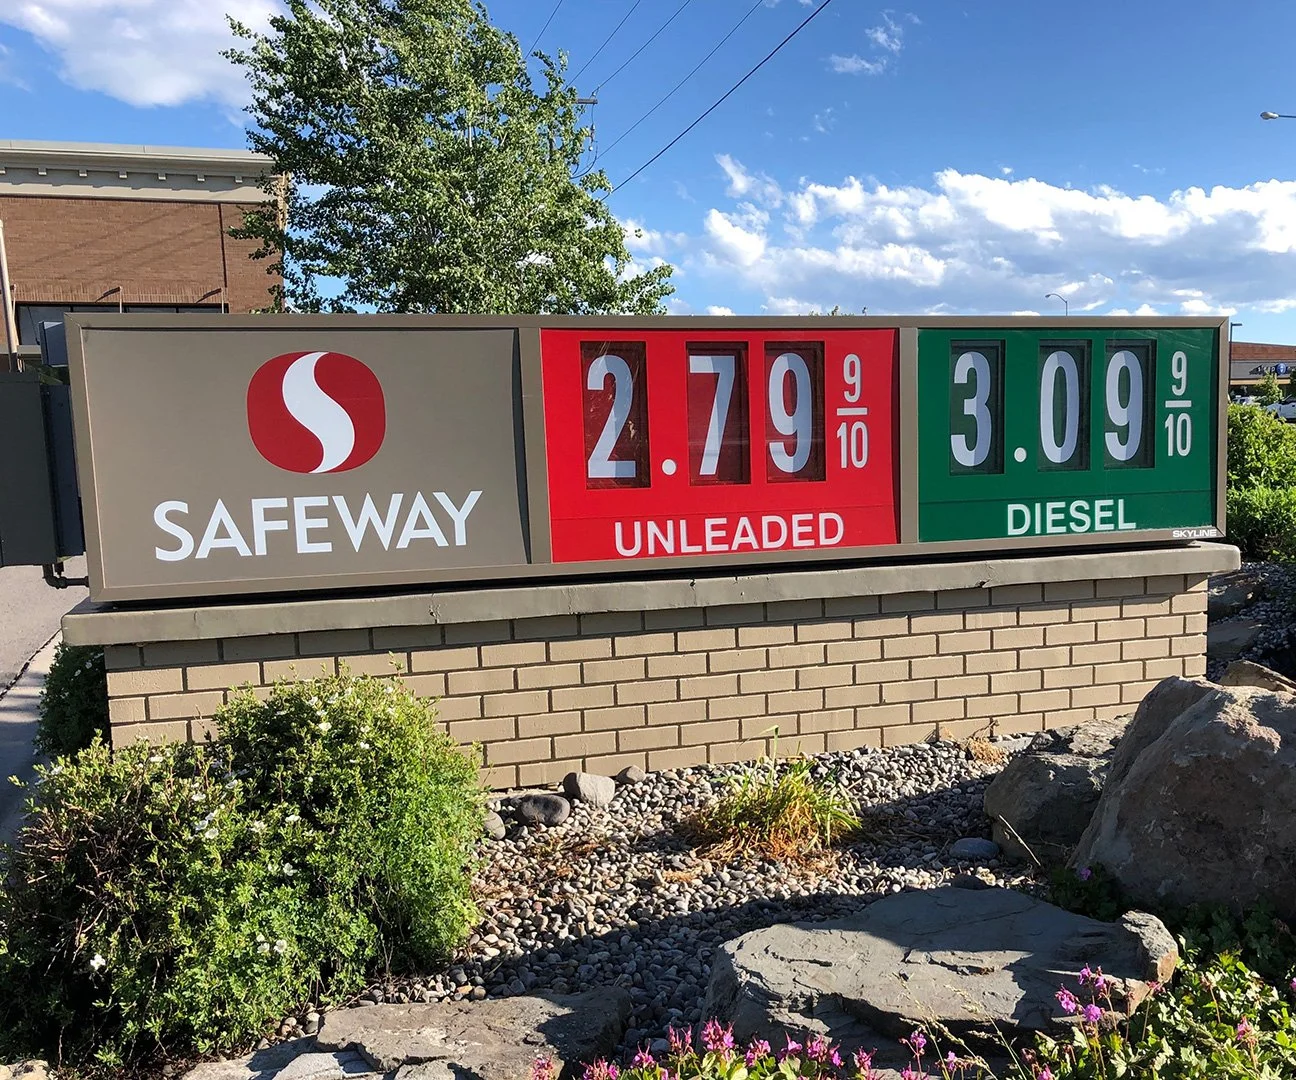 SAFEWAY
2.79 9/10
UNLEADED
3.09 9/10
DIESEL
SKYLINE